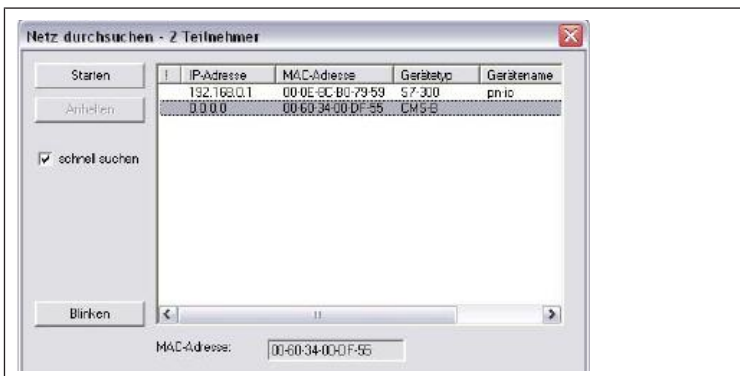 Netz durchsuchen - 2 Teilnehmer
Starten
! IP-Adresse MAC-Adresse Gerätetyp Gerätename
192.168.0.1 00-0E-8C-B0-79-59 S7-300 pn-io
Anhalten
0.0.0.0 00-60-34-00-DF-55 CMS-B
schnell suchen
Blinken
MAC-Adresse: 00-60-34-00-DF-55